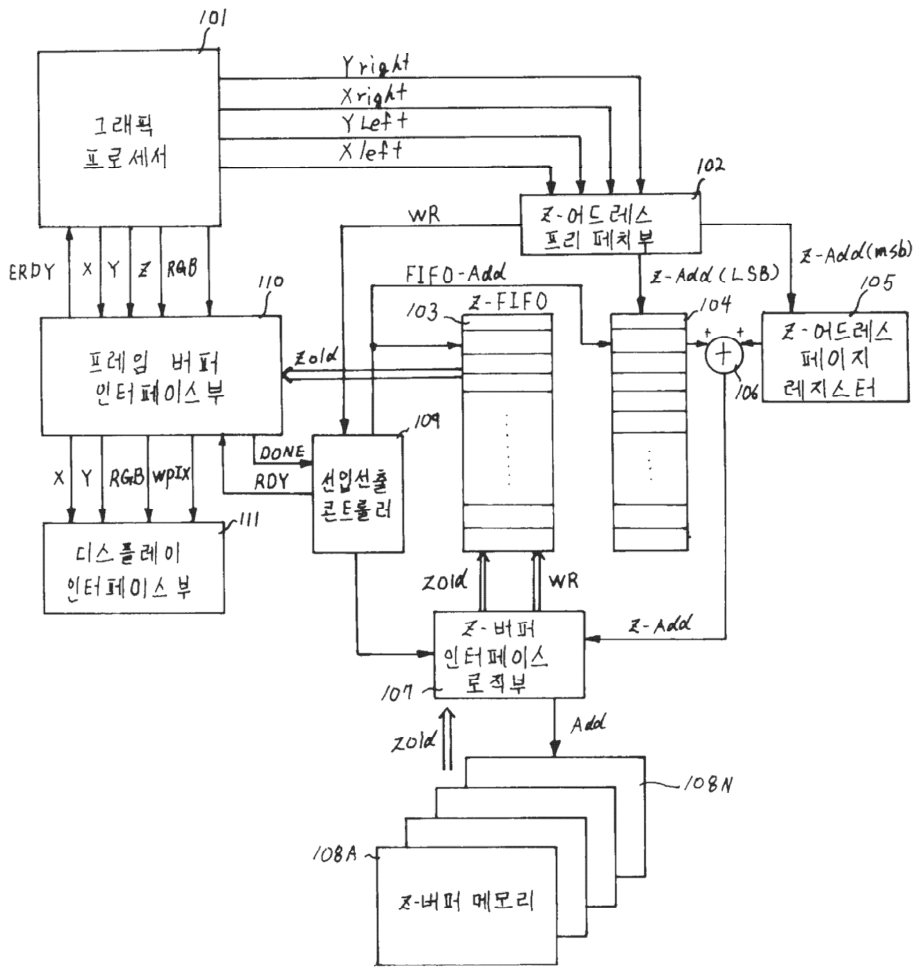 101
그래픽
프로세서
Yright
Xright
YLeft
Xleft
102
Z-어드레스
프리페치부
WR
ERDY
X
Y
Z
RGB
110
FIFO-Add
Z-Add(LSB)
Z-Add(msb)
103
Z-FIFO
104
105
Z-어드레스
페이지
레지스터
+
+
+
106
프레임 버퍼
인터페이스부
Zold
109
DONE
RDY
선입선출
콘트롤러
X
Y
RGB
WPIX
111
디스플레이
인터페이스부
Zold
WR
Z-Add
Z-버퍼
인터페이스
로직부
107
Zold
Add
108N
108A
Z-버퍼 메모리